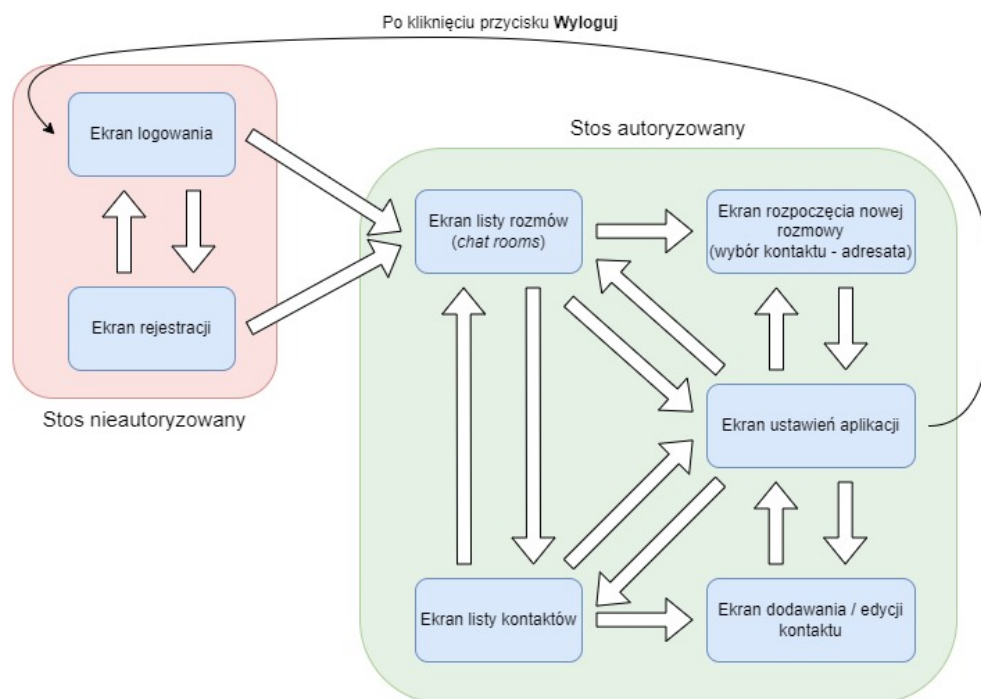 Po kliknięciu przycisku Wyloguj
Ekran logowania
Ekran rejestracji
Stos nieautoryzowany
Stos autoryzowany
Ekran listy rozmów
(chat rooms)
Ekran rozpoczęcia nowej
rozmowy
(wybór kontaktu - adresata)
Ekran ustawień aplikacji
Ekran listy kontaktów
Ekran dodawania / edycji
kontaktu